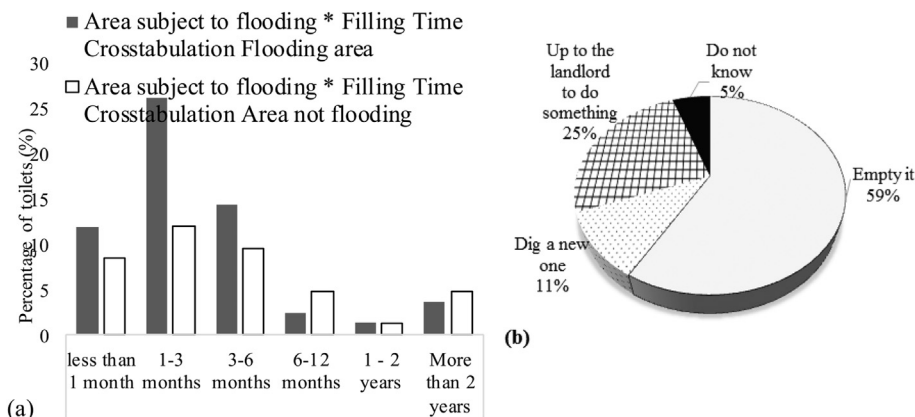 Area subject to flooding * Filling Time
Crosstabulation Flooding area
Area subject to flooding * Filling Time
Crosstabulation Area not flooding
Percentage of toilets (%)
30
25
20
15
10
5
0
less than
1 month
1-3
months
3-6
months
6-12
months
1 - 2
years
More
than 2
years
(a)
Up to the
landlord
to do
something
25%
Do not
know
5%
Empty it
59%
Dig a new
one
11%
(b)